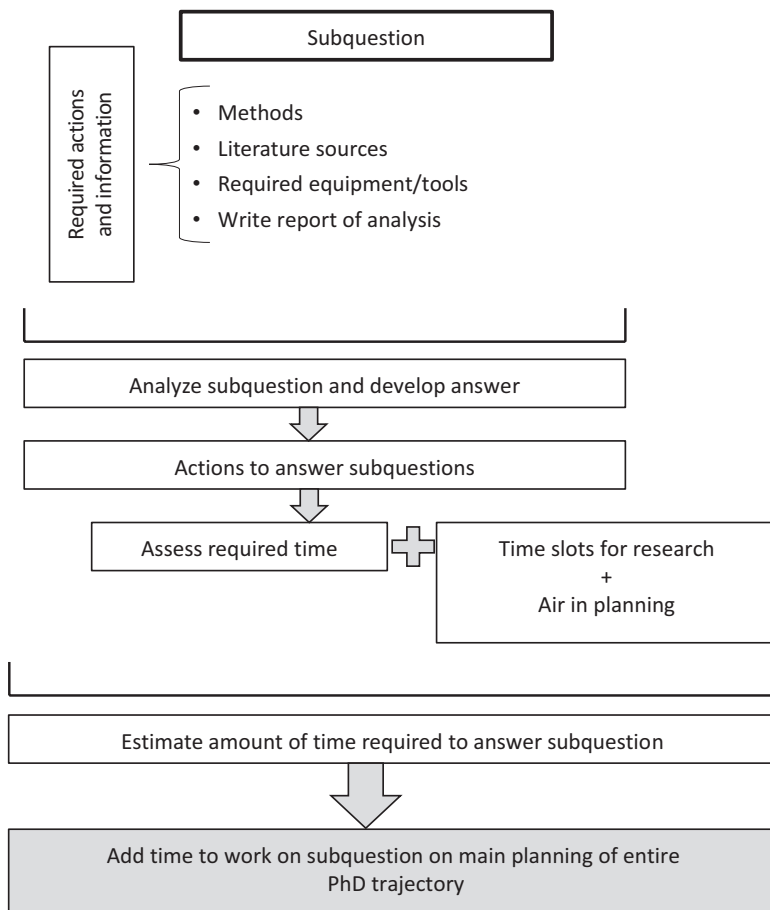 Subquestion
Required actions
and information
• Methods
• Literature sources
• Required equipment/tools
• Write report of analysis
Analyze subquestion and develop answer
Actions to answer subquestions
Assess required time
Time slots for research
+
Air in planning
Estimate amount of time required to answer subquestion
Add time to work on subquestion on main planning of entire
PhD trajectory